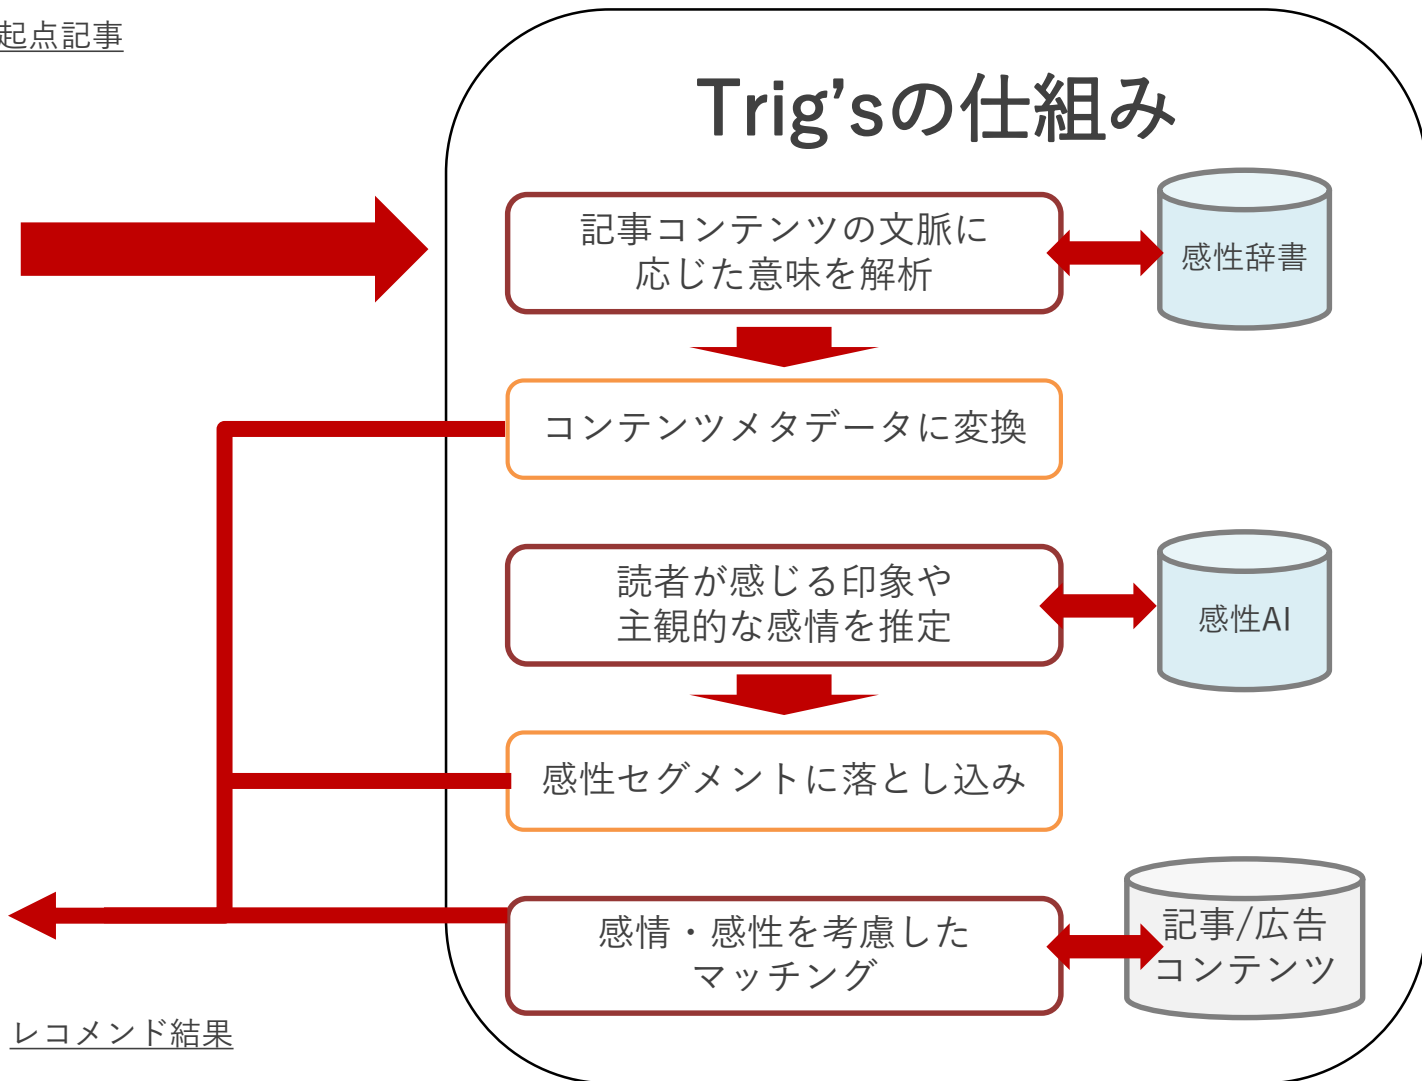 起点記事
Trig’sの仕組み
記事コンテンツの文脈に
応じた意味を解析
感性辞書
コンテンツメタデータに変換
読者が感じる印象や
主観的な感情を推定
感性AI
感性セグメントに落とし込み
感情・感性を考慮した
マッチング
記事/広告
コンテンツ
レコメンド結果